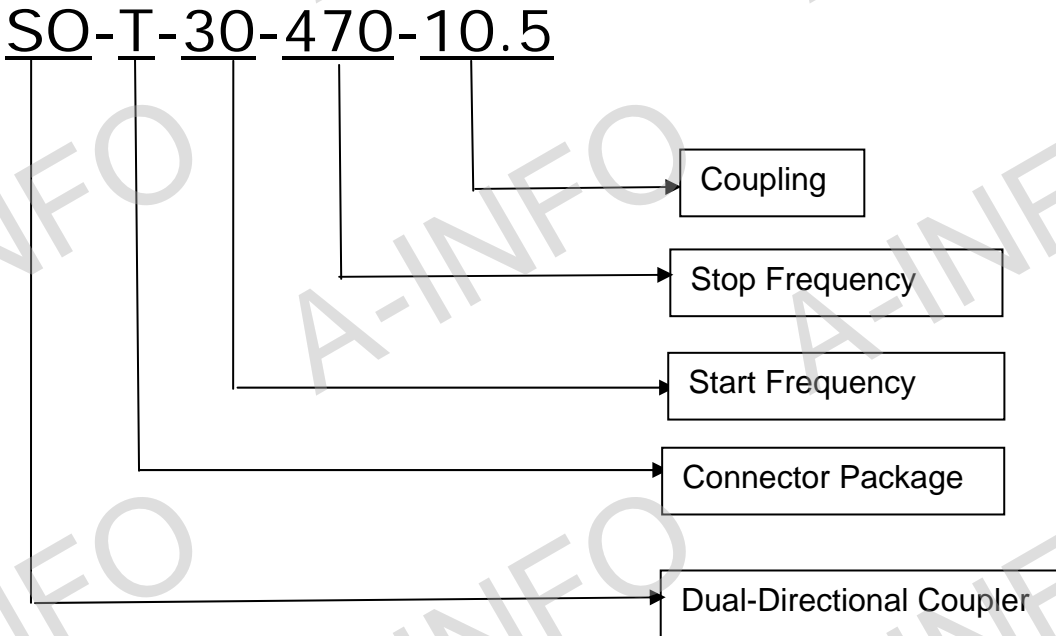 SO-T-30-470-10.5
Coupling
Stop Frequency
Start Frequency
Connector Package
Dual-Directional Coupler
A-INFO
A-INFO